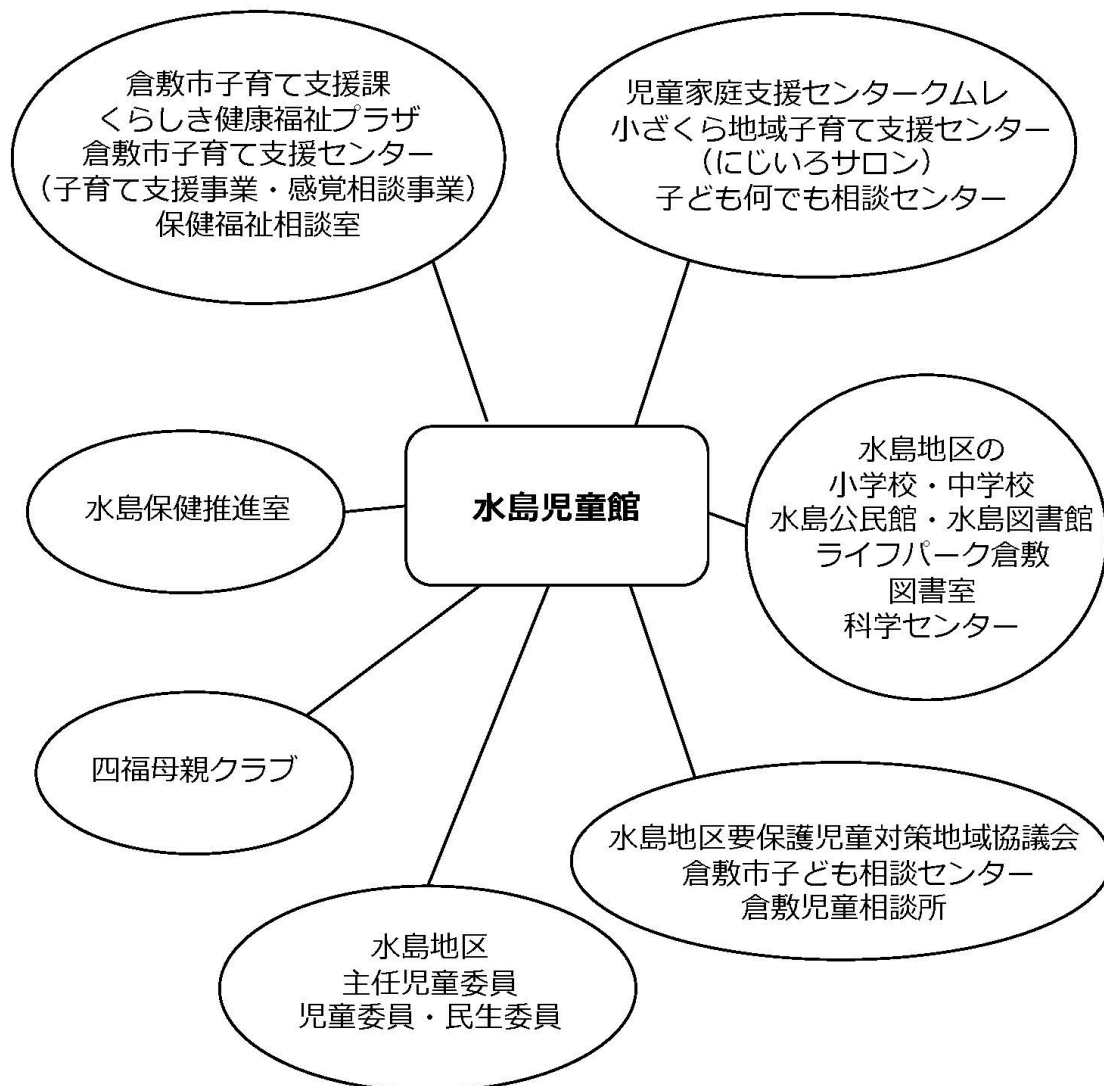 倉敷市子育て支援課
くらしき健康福祉プラザ
倉敷市子育て支援センター
（子育て支援事業・感覚相談事業）
保健福祉相談室
児童家庭支援センタークムレ
小ざくら地域子育て支援センター
（にじいろサロン）
子ども何でも相談センター
水島保健推進室
水島児童館
水島地区の
小学校・中学校
水島公民館・水島図書館
ライフパーク倉敷
図書室
科学センター
四福母親クラブ
水島地区要保護児童対策地域協議会
倉敷市子ども相談センター
倉敷児童相談所
水島地区
主任児童委員
児童委員・民生委員